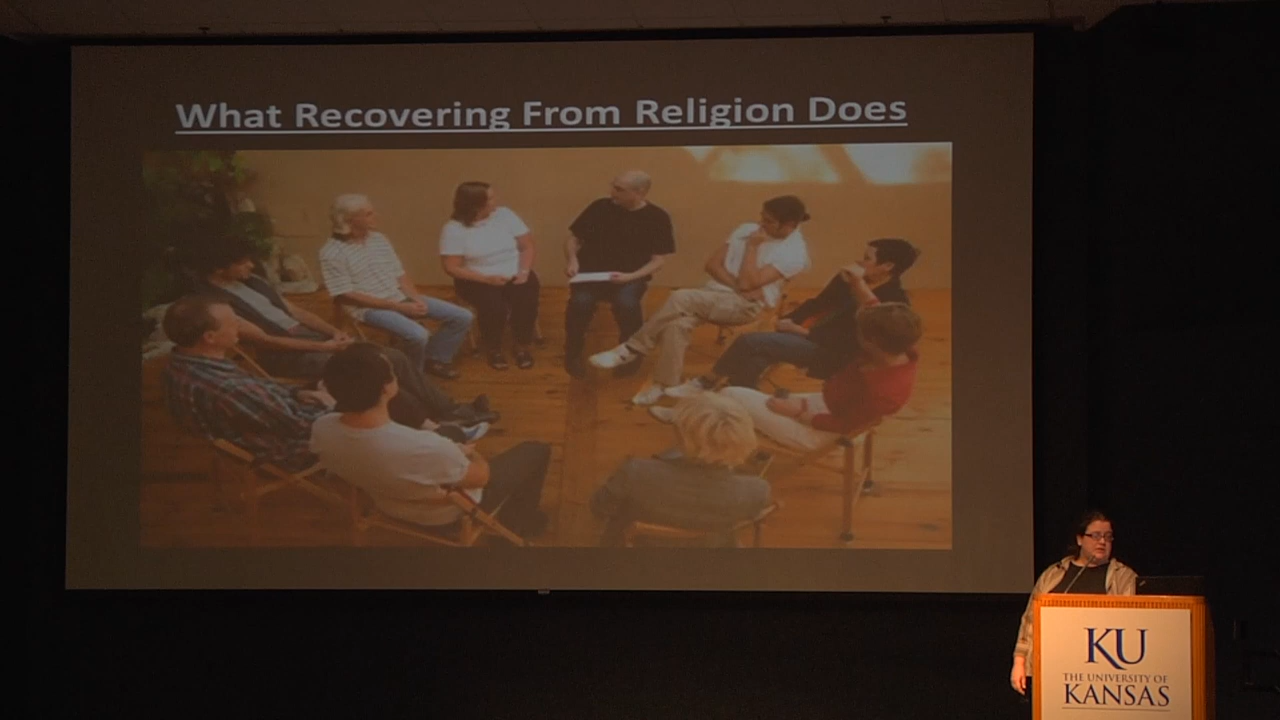 What Recovering From Religion Does
KU
THE UNIVERSITY OF
KANSAS